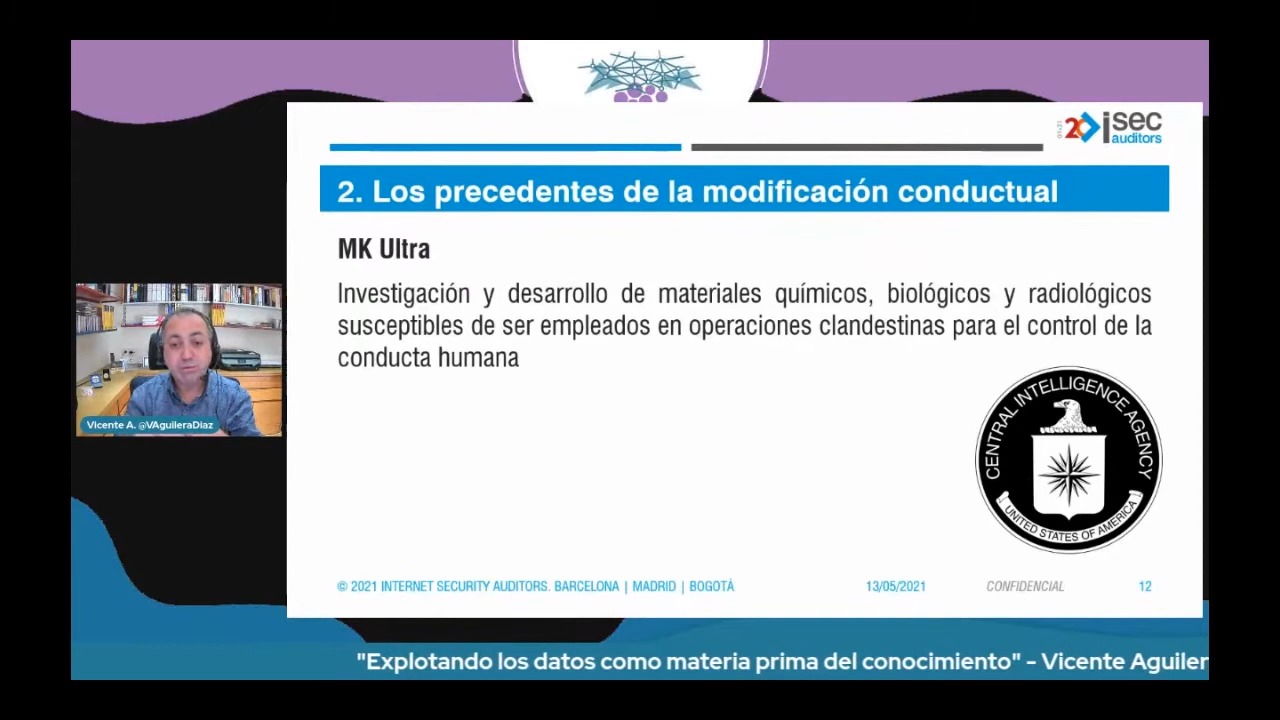 isec
auditors
2. Los precedentes de la modificación conductual
MK Ultra
Investigación y desarrollo de materiales químicos, biológicos y radiológicos
susceptibles de ser empleados en operaciones clandestinas para el control de la
conducta humana
CENTRAL INTELLIGENCE AGENCY
UNITED STATES OF AMERICA
Vicente A. @VAguileraDiaz
© 2021 INTERNET SECURITY AUDITORS. BARCELONA | MADRID | BOGOTÁ 13/05/2021 CONFIDENCIAL 12
"Explotando los datos como materia prima del conocimiento" - Vicente Aguiler